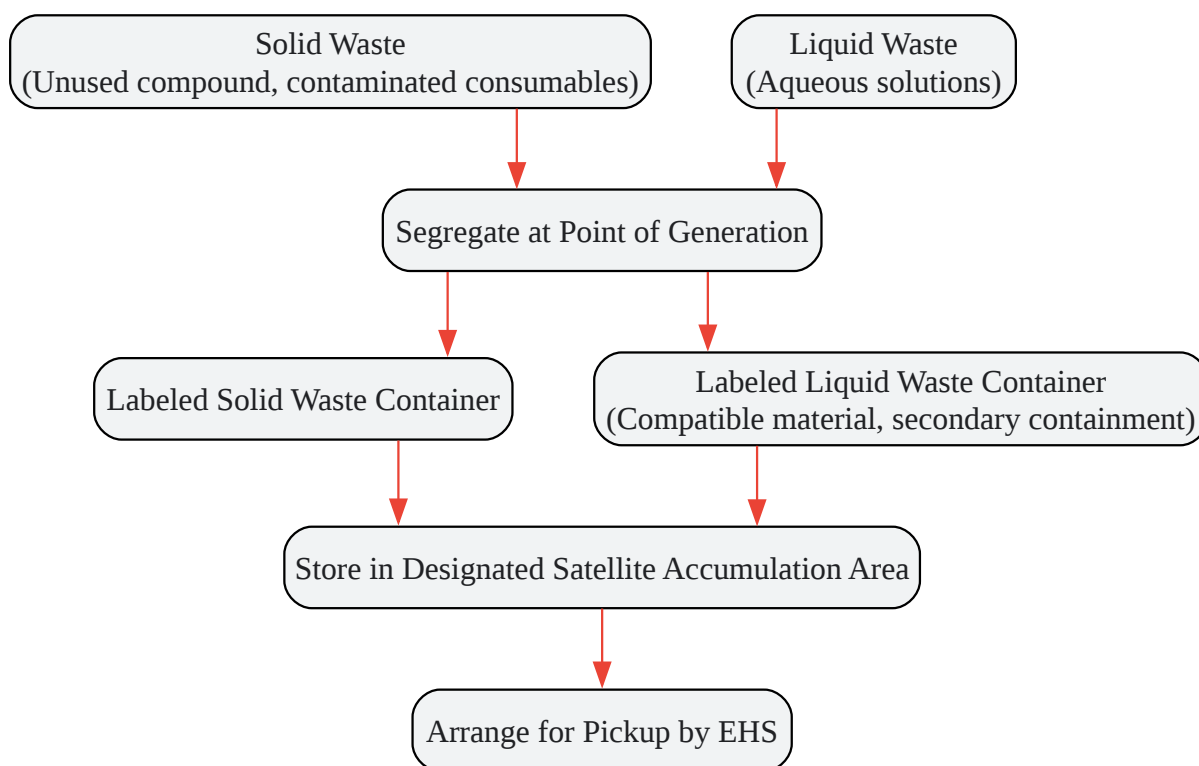 Solid Waste
(Unused compound, contaminated consumables)
Liquid Waste
(Aqueous solutions)
Segregate at Point of Generation
Labeled Solid Waste Container
Labeled Liquid Waste Container
(Compatible material, secondary containment)
Store in Designated Satellite Accumulation Area
Arrange for Pickup by EHS